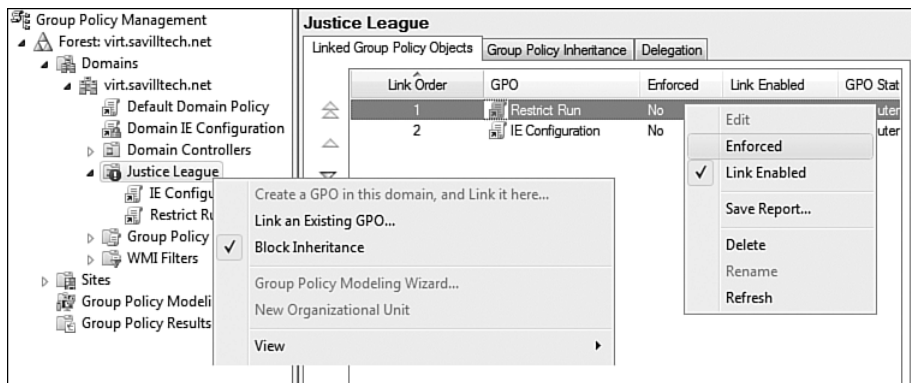 Group Policy Management
Forest: virt.savilltech.net
Domains
virt.savilltech.net
Default Domain Policy
Domain IE Configuration
Domain Controllers
Justice League
IE Configu
Restrict Ru
Group Policy
WMI Filters
Sites
Group Policy Modeli
Group Policy Results
Create a GPO in this domain, and Link it here...
Link an Existing GPO...
Block Inheritance
Group Policy Modeling Wizard...
New Organizational Unit
View
Justice League
Linked Group Policy Objects Group Policy Inheritance Delegation
Link Order GPO Enforced Link Enabled GPO Stat
1 Restrict Run No uter
2 IE Configuration No uter
Edit
Enforced
Link Enabled
Save Report...
Delete
Rename
Refresh